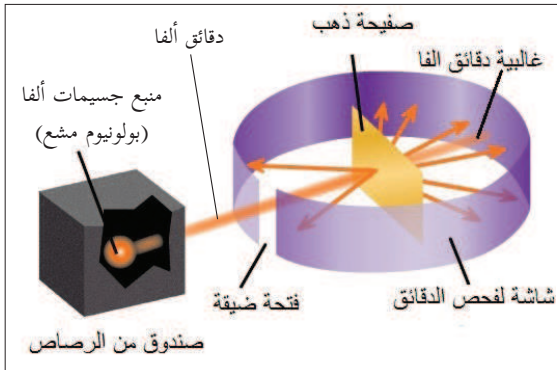 صفيحة ذهب
دقائق ألفا
غالبية دقائق الفا
منبع جسيمات ألفا
(بولونيوم مشع)
شاشة لفحص الدقائق
فتحة ضيقة
صندوق من الرصاص